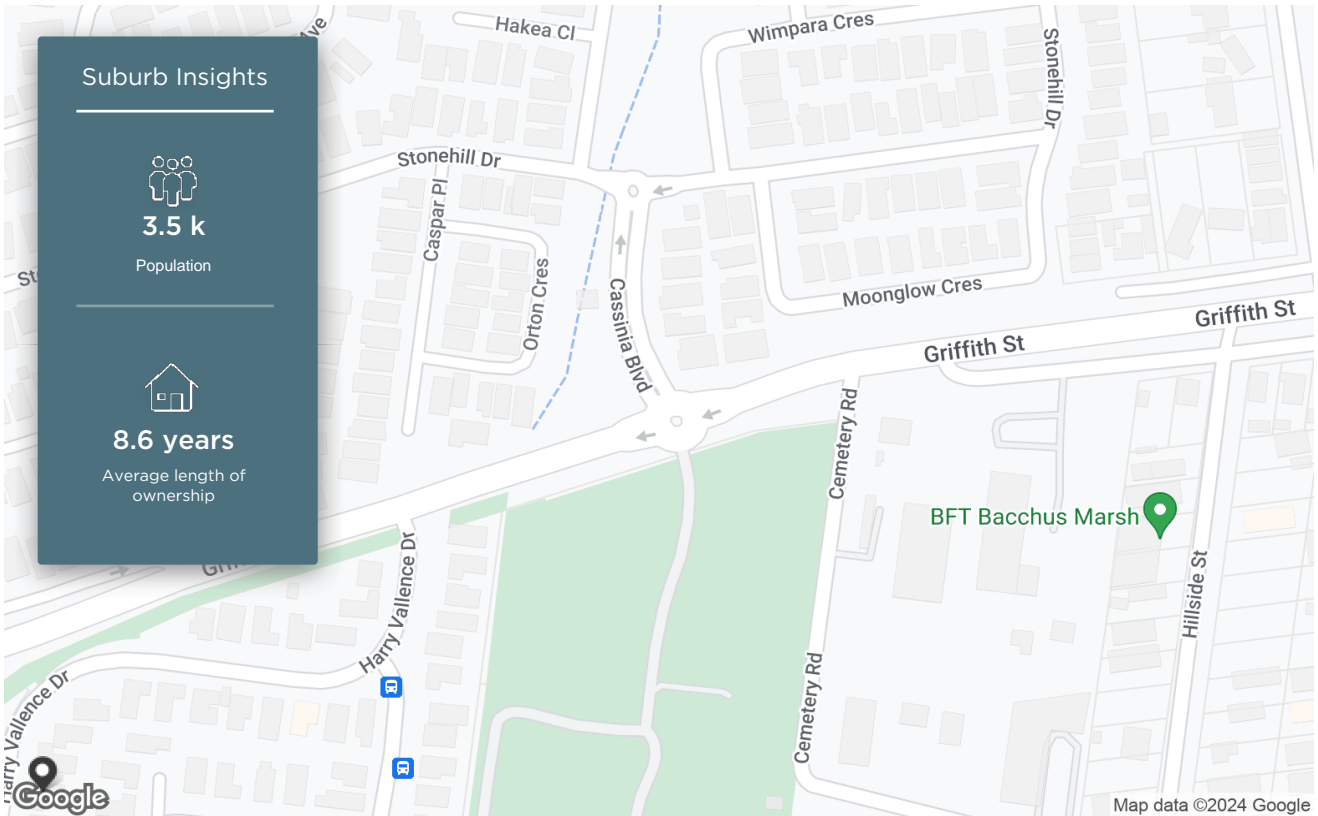 Suburb Insights
3.5 k
Population
8.6 years
Average length of
ownership
Ave
Hakea Cl
Wimpara Cres
Stonehill Dr
Stonehill Dr
Caspar Pl
Orton Cres
Cassinia Blvd
Moonglow Cres
Griffith St
Griffith St
Cemetery Rd
BFT Bacchus Marsh
Hillside St
Harry Vallence Dr
Cemetery Rd
Harry Vallence Dr
Google
Map data ©2024 Google